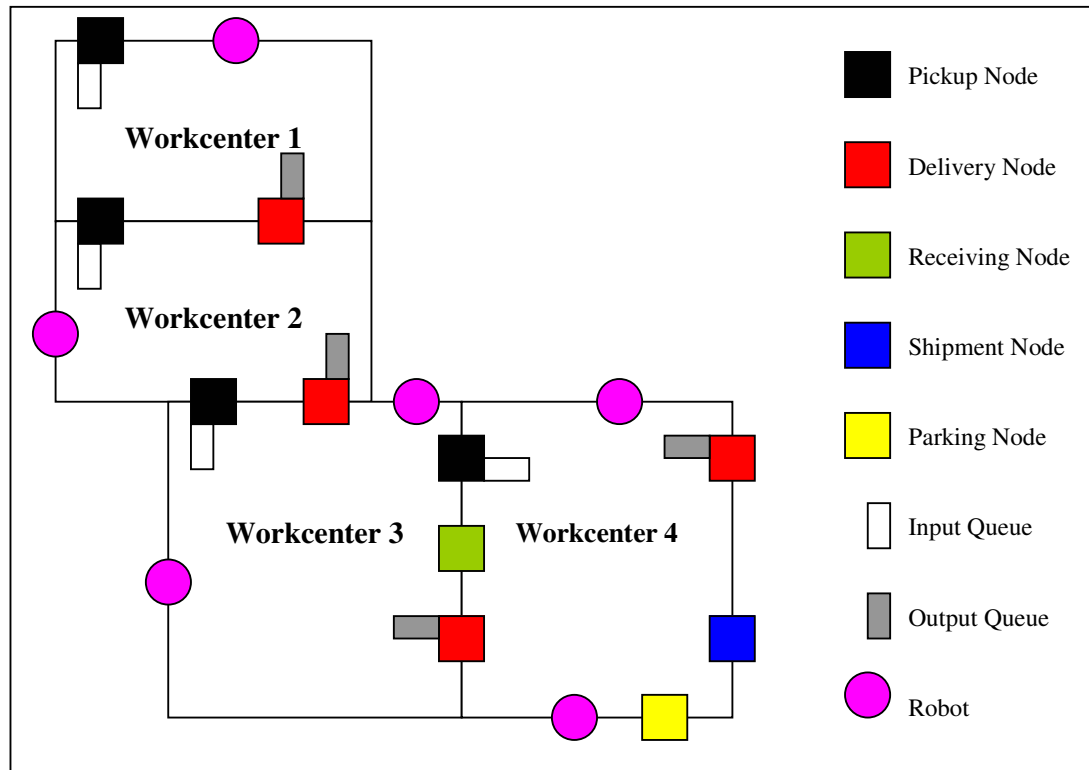 Workcenter 1
Workcenter 2
Workcenter 3
Workcenter 4
Pickup Node
Delivery Node
Receiving Node
Shipment Node
Parking Node
Input Queue
Output Queue
Robot